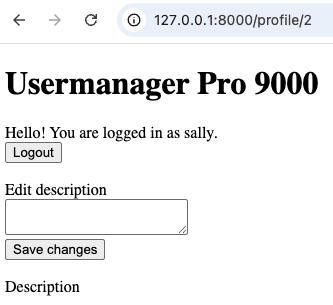 127.0.0.1:8000/profile/2
Usermanager Pro 9000
Hello! You are logged in as sally.
Logout
Edit description
Save changes
Description